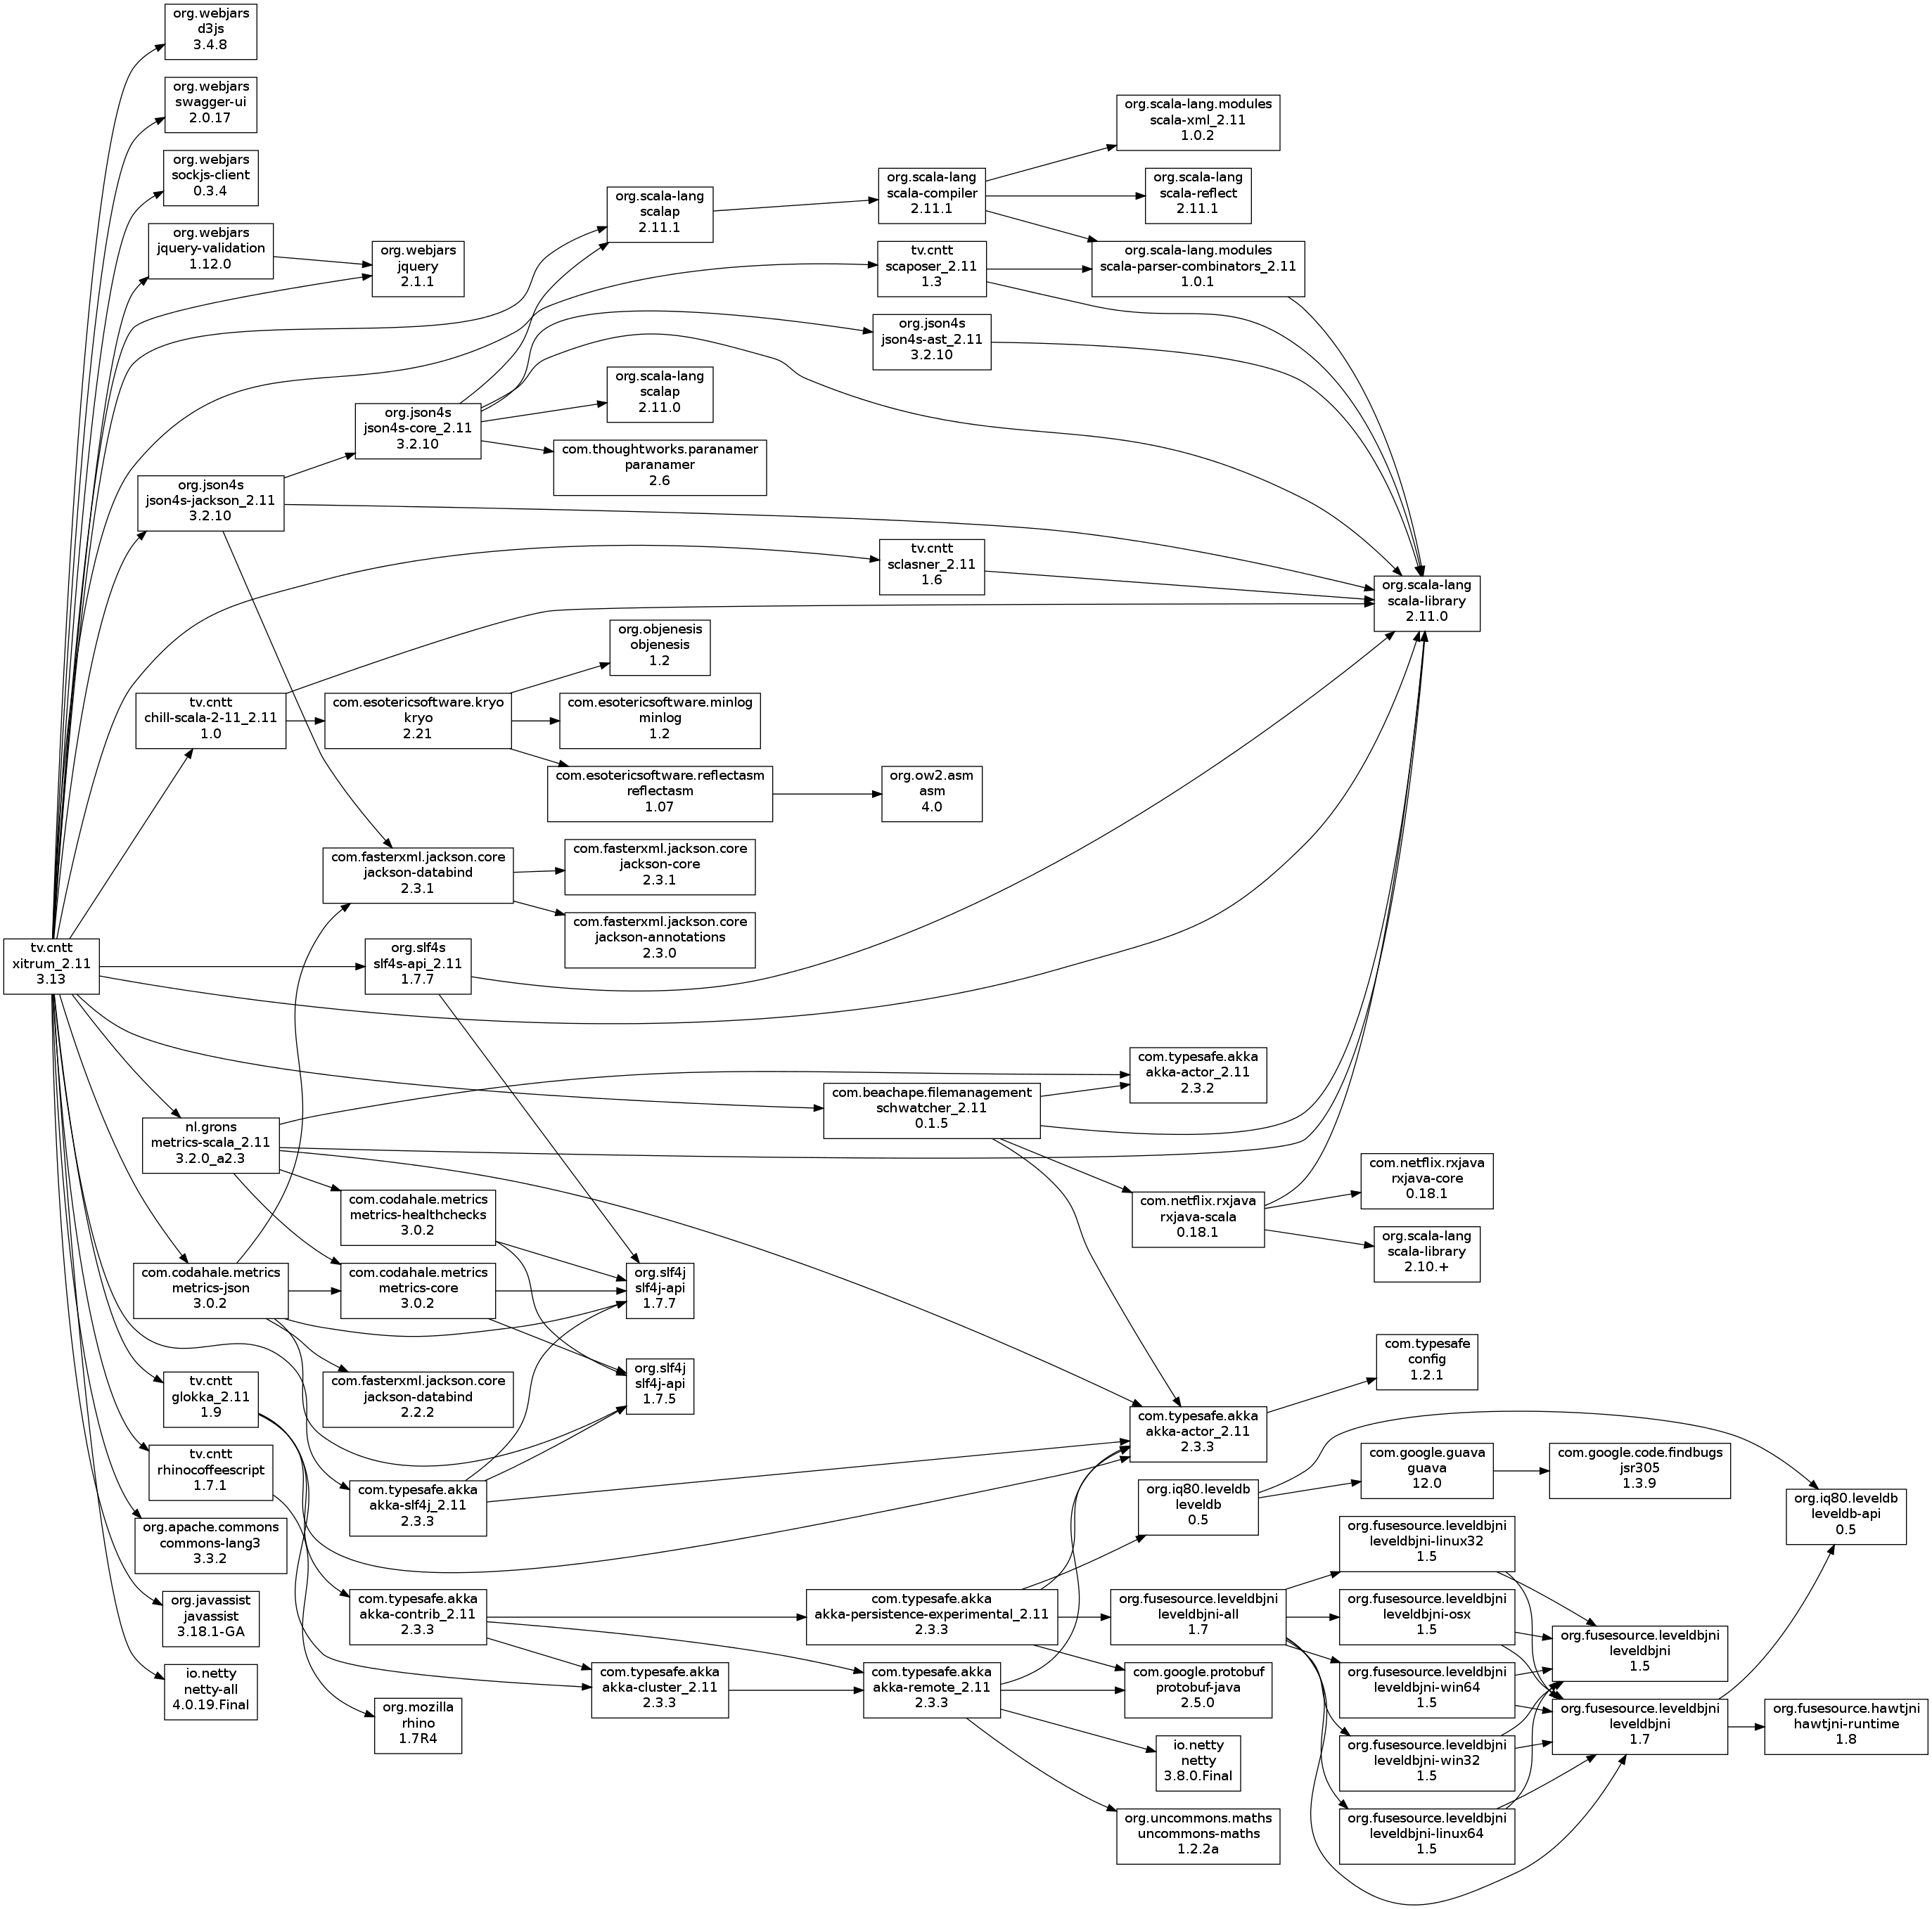 org.webjars
d3js
3.4.8
org.webjars
swagger-ui
2.0.17
org.webjars
sockjs-client
0.3.4
org.webjars
jquery-validation
1.12.0
org.webjars
jquery
2.1.1
org.scala-lang
scalap
2.11.1
org.scala-lang
scala-compiler
2.11.1
org.scala-lang.modules
scala-xml_2.11
1.0.2
org.scala-lang
scala-reflect
2.11.1
tv.cntt
scaposer_2.11
1.3
org.scala-lang.modules
scala-parser-combinators_2.11
1.0.1
org.json4s
json4s-ast_2.11
3.2.10
org.scala-lang
scalap
2.11.0
org.json4s
json4s-core_2.11
3.2.10
com.thoughtworks.paranamer
paranamer
2.6
org.json4s
json4s-jackson_2.11
3.2.10
tv.cntt
sclasner_2.11
1.6
org.scala-lang
scala-library
2.11.0
org.objenesis
objenesis
1.2
tv.cntt
chill-scala-2-11_2.11
1.0
com.esotericsoftware.kryo
kryo
2.21
com.esotericsoftware.minlog
minlog
1.2
com.esotericsoftware.reflectasm
reflectasm
1.07
org.ow2.asm
asm
4.0
com.fasterxml.jackson.core
jackson-databind
2.3.1
com.fasterxml.jackson.core
jackson-core
2.3.1
com.fasterxml.jackson.core
jackson-annotations
2.3.0
tv.cntt
xitrum_2.11
3.13
org.slf4s
slf4s-api_2.11
1.7.7
com.typesafe.akka
akka-actor_2.11
2.3.2
com.beachape.filemanagement
schwatcher_2.11
0.1.5
nl.grons
metrics-scala_2.11
3.2.0_a2.3
com.netflix.rxjava
rxjava-core
0.18.1
com.codahale.metrics
metrics-healthchecks
3.0.2
com.netflix.rxjava
rxjava-scala
0.18.1
org.scala-lang
scala-library
2.10.+
com.codahale.metrics
metrics-json
3.0.2
com.codahale.metrics
metrics-core
3.0.2
org.slf4j
slf4j-api
1.7.7
com.typesafe
config
1.2.1
org.slf4j
slf4j-api
1.7.5
tv.cntt
glokka_2.11
1.9
com.fasterxml.jackson.core
jackson-databind
2.2.2
com.typesafe.akka
akka-actor_2.11
2.3.3
tv.cntt
rhinocoffeescript
1.7.1
com.google.guava
guava
12.0
com.google.code.findbugs
jsr305
1.3.9
com.typesafe.akka
akka-slf4j_2.11
2.3.3
org.iq80.leveldb
leveldb
0.5
org.iq80.leveldb
leveldb-api
0.5
org.apache.commons
commons-lang3
3.3.2
org.fusesource.leveldbjni
leveldbjni-linux32
1.5
org.javassist
javassist
3.18.1-GA
com.typesafe.akka
akka-contrib_2.11
2.3.3
com.typesafe.akka
akka-persistence-experimental_2.11
2.3.3
org.fusesource.leveldbjni
leveldbjni-all
1.7
org.fusesource.leveldbjni
leveldbjni-osx
1.5
org.fusesource.leveldbjni
leveldbjni
1.5
io.netty
netty-all
4.0.19.Final
com.typesafe.akka
akka-cluster_2.11
2.3.3
com.typesafe.akka
akka-remote_2.11
2.3.3
com.google.protobuf
protobuf-java
2.5.0
org.fusesource.leveldbjni
leveldbjni-win64
1.5
org.mozilla
rhino
1.7R4
org.fusesource.leveldbjni
leveldbjni
1.7
org.fusesource.hawtjni
hawtjni-runtime
1.8
io.netty
netty
3.8.0.Final
org.fusesource.leveldbjni
leveldbjni-win32
1.5
org.uncommons.maths
uncommons-maths
1.2.2a
org.fusesource.leveldbjni
leveldbjni-linux64
1.5